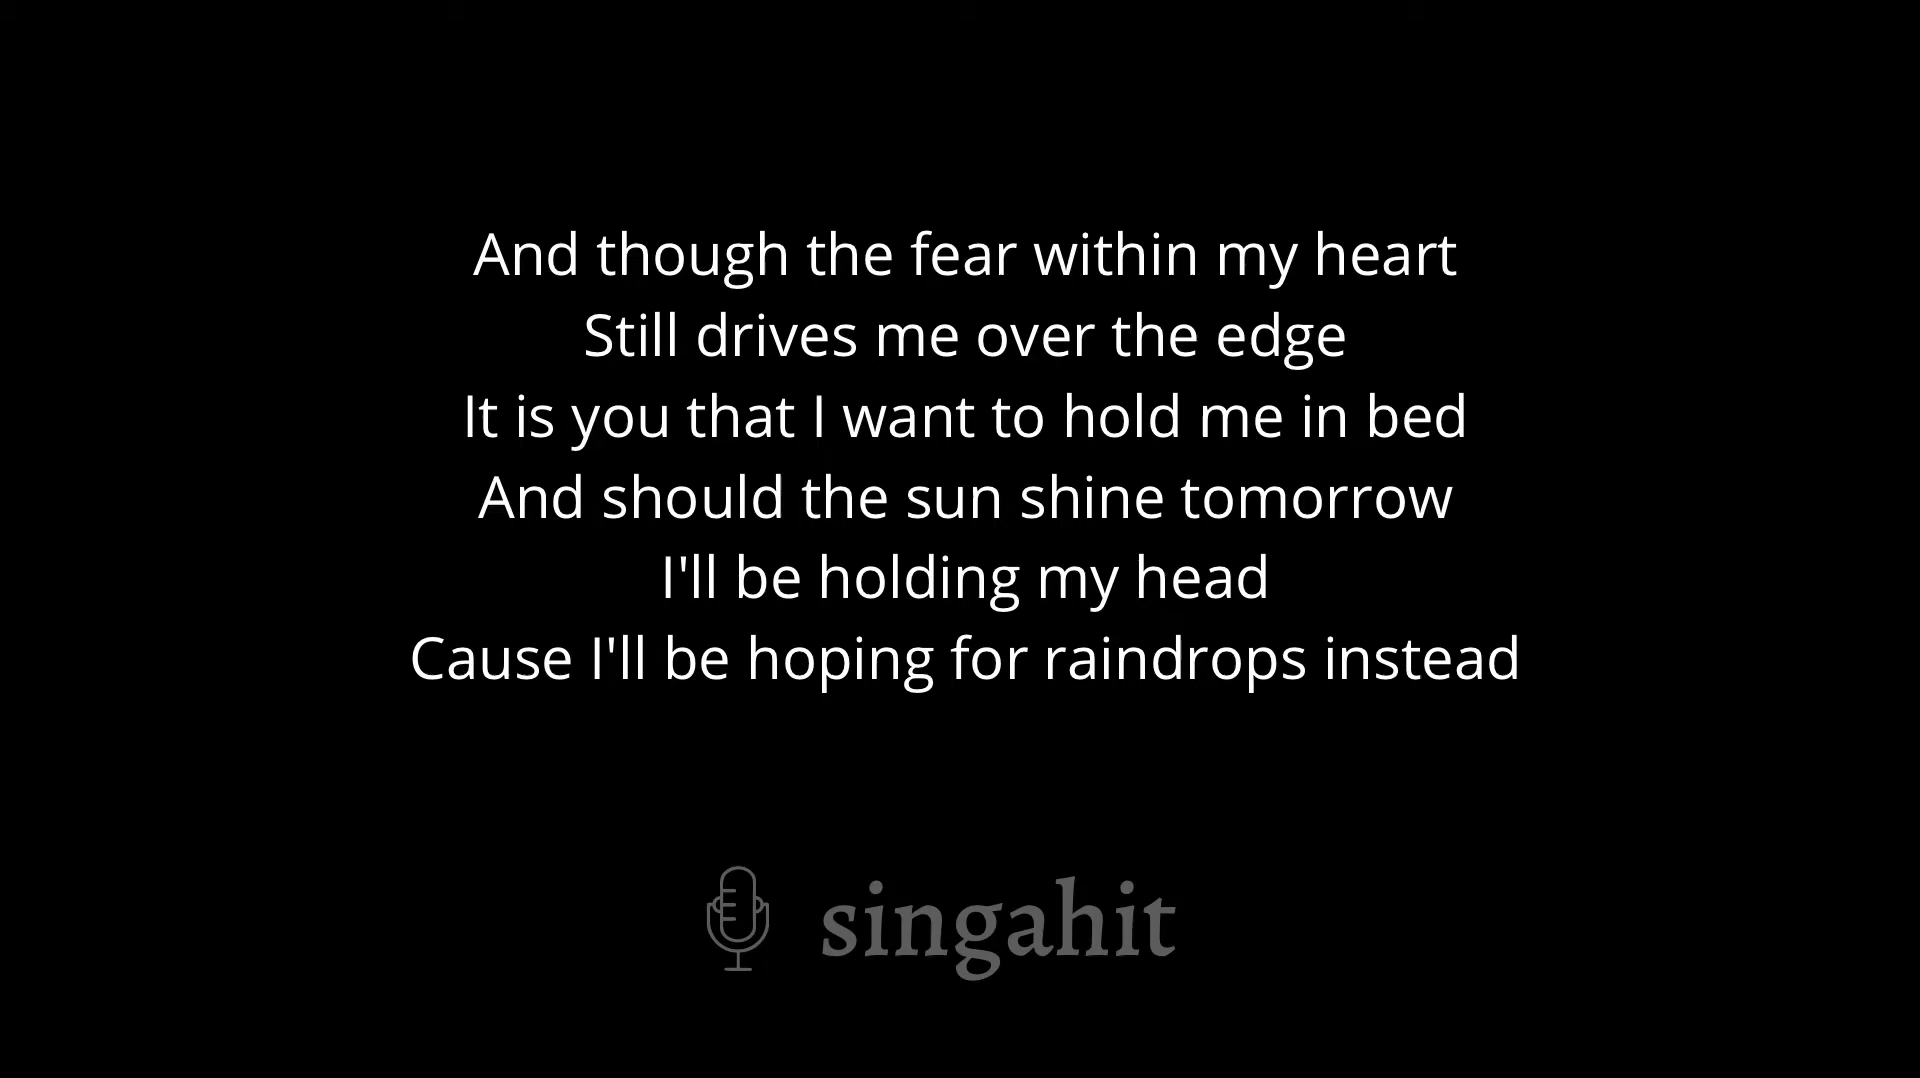 And though the fear within my heart
Still drives me over the edge
It is you that I want to hold me in bed
And should the sun shine tomorrow
I'll be holding my head
Cause I'll be hoping for raindrops instead
singahit